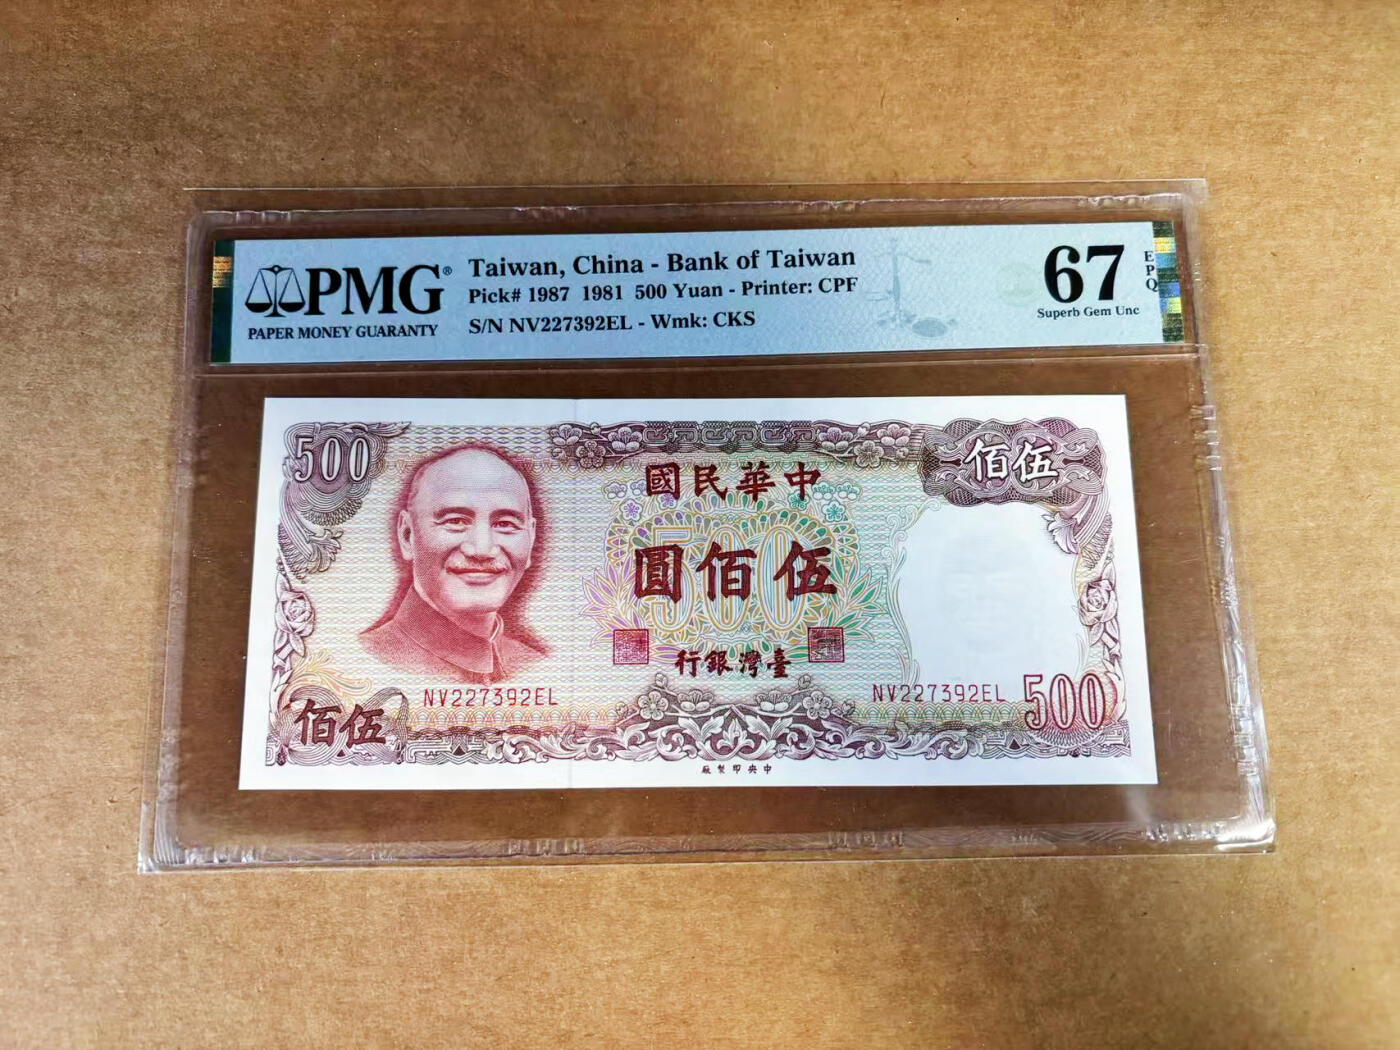 PMG®
PAPER MONEY GUARANTY
Taiwan, China - Bank of Taiwan
Pick# 1987 1981 500 Yuan - Printer: CPF
S/N NV227392EL - Wmk: CKS
67
EPQ
Superb Gem Unc
500
國民華中
佰伍
500
圓佰伍
行銀灣臺
NV227392EL
NV227392EL
500
佰伍
廠製印央中